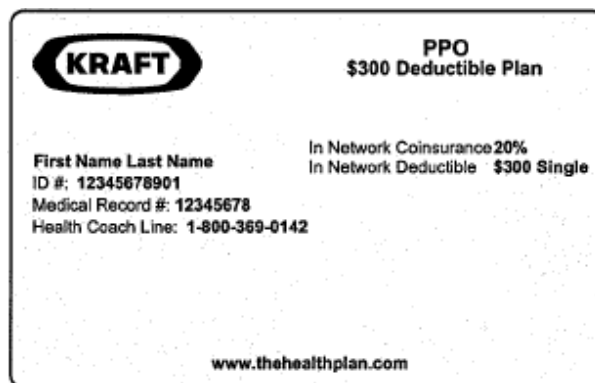 KRAFT
PPO
$300 Deductible Plan
In Network Coinsurance 20%
In Network Deductible $300 Single
First Name Last Name
ID #: 12345678901
Medical Record #: 12345678
Health Coach Line: 1-800-369-0142
www.thehealthplan.com